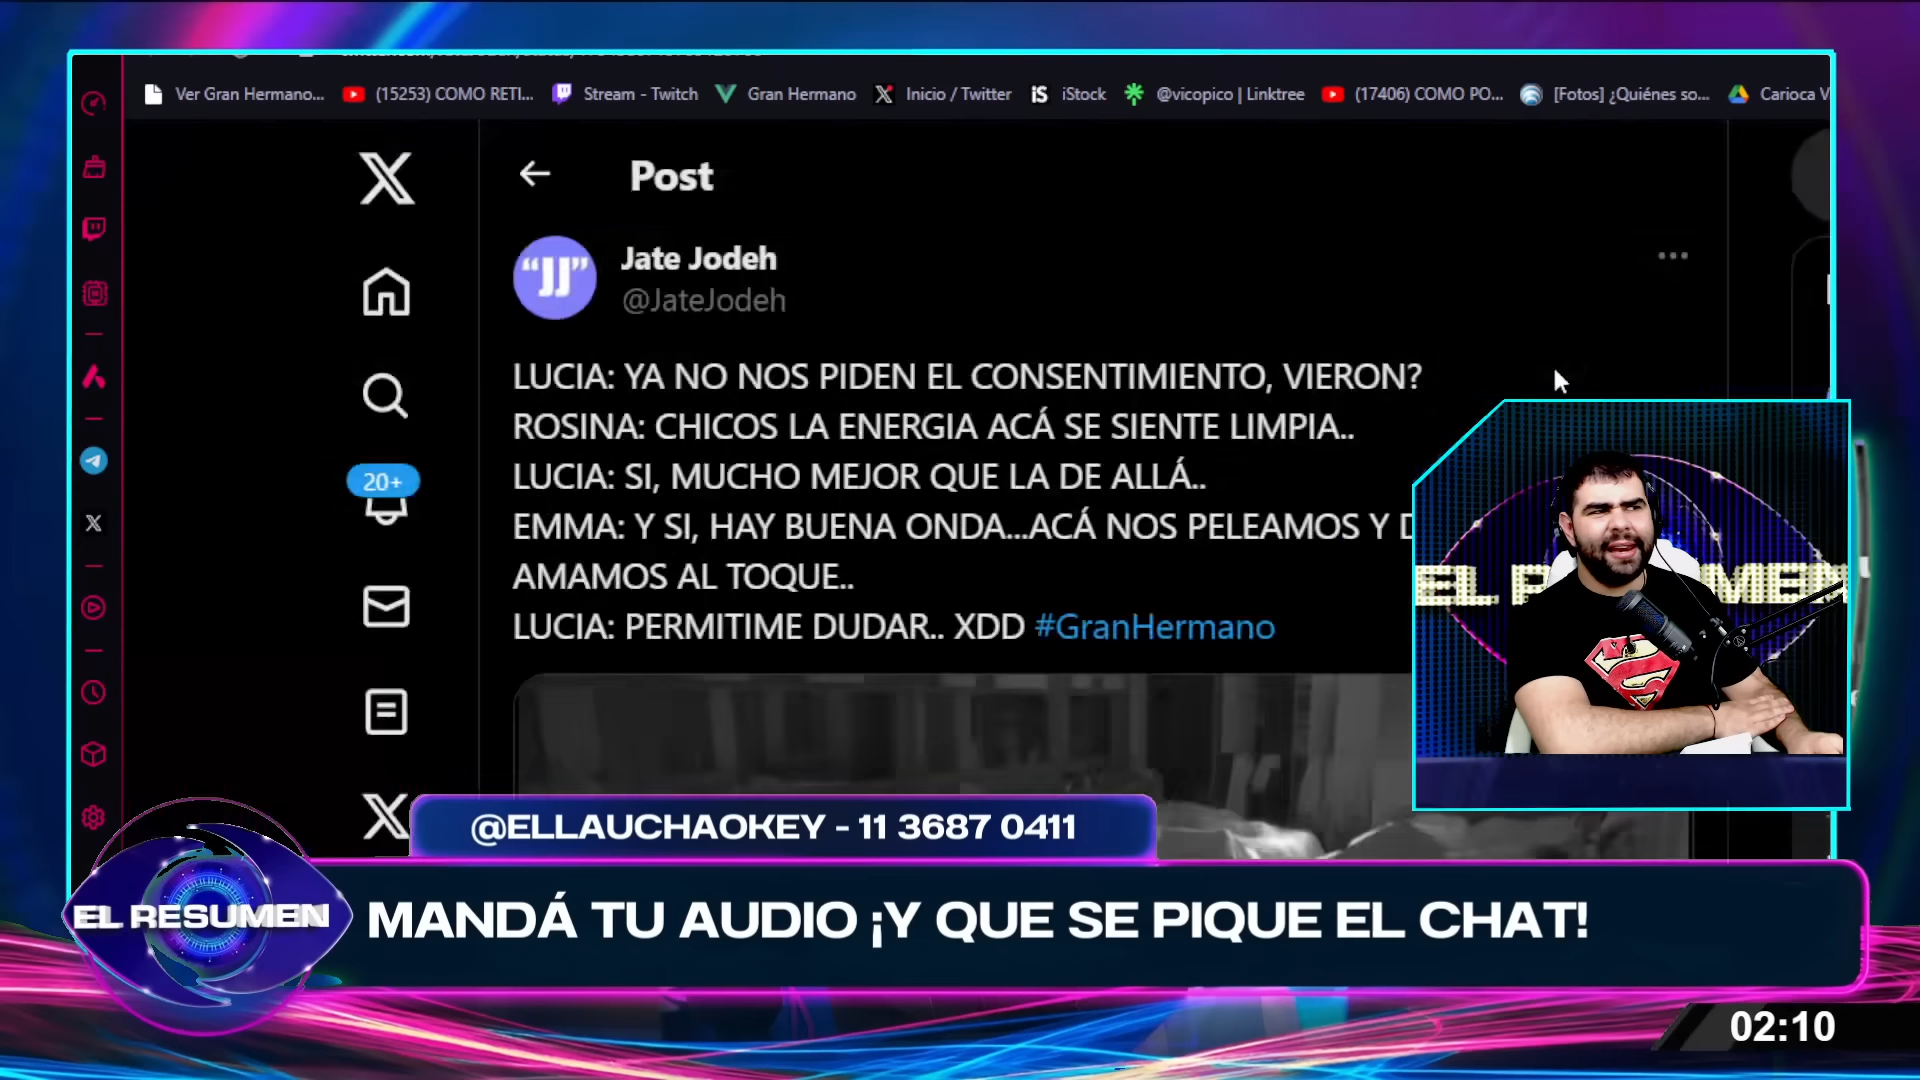 Ver Gran Hermano...
(15253) COMO RETI...
Stream - Twitch
Gran Hermano
Inicio / Twitter
iS iStock
@vicopico | Linktree
(17406) COMO PO...
[Fotos] ¿Quiénes so...
Carioca V
Post
"JJ"
Jate Jodeh
@JateJodeh
LUCIA: YA NO NOS PIDEN EL CONSENTIMIENTO, VIERON?
ROSINA: CHICOS LA ENERGIA ACÁ SE SIENTE LIMPIA..
LUCIA: SI, MUCHO MEJOR QUE LA DE ALLÁ..
20+
EMMA: Y SI, HAY BUENA ONDA...ACÁ NOS PELEAMOS Y
AMAMOS AL TOQUE..
LUCIA: PERMITIME DUDAR.. XDD #GranHermano
@ELLAUCHAOKEY - 11 3687 0411
EL RESUMEN
MANDÁ TU AUDIO ¡Y QUE SE PIQUE EL CHAT!
02:10